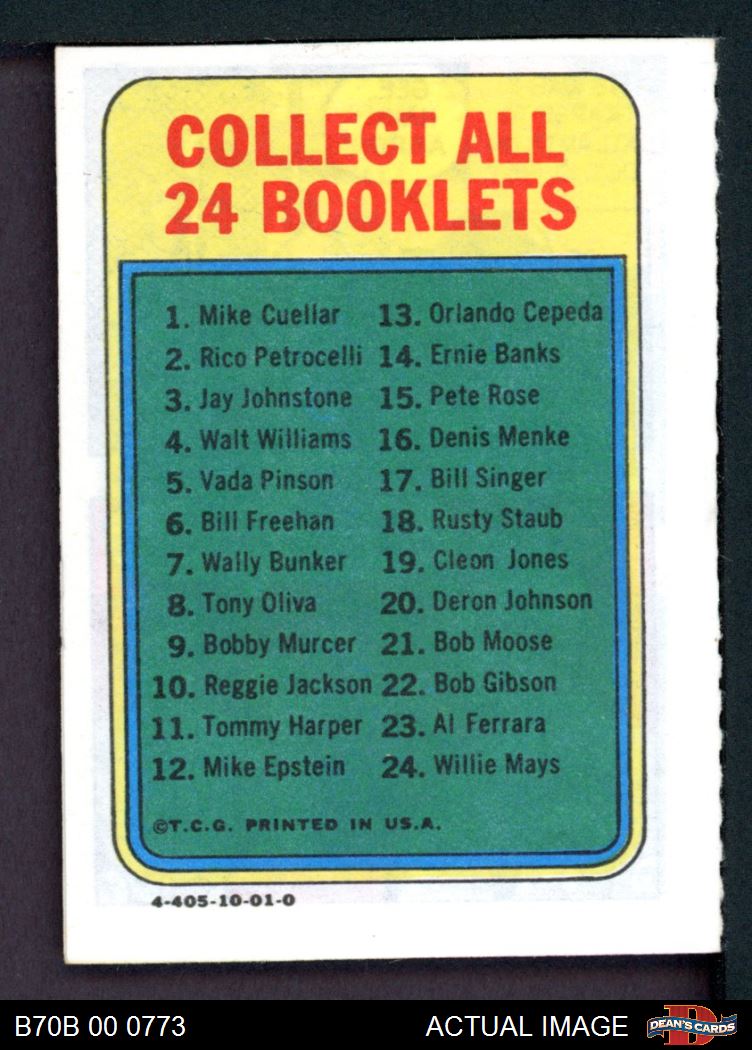 COLLECT ALL
24 BOOKLETS
1. Mike Cuellar
2. Rico Petrocelli
3. Jay Johnstone
4. Walt Williams
5. Vada Pinson
6. Bill Freehan
7. Wally Bunker
8. Tony Oliva
9. Bobby Murcer
10. Reggie Jackson
11. Tommy Harper
12. Mike Epstein
13. Orlando Cepeda
14. Ernie Banks
15. Pete Rose
16. Denis Menke
17. Bill Singer
18. Rusty Staub
19. Cleon Jones
20. Deron Johnson
21. Bob Moose
22. Bob Gibson
23. Al Ferrara
24. Willie Mays
©T.C.G. PRINTED IN U.S.A.
4-405-10-01-0
B70B 00 0773
ACTUAL IMAGE
D
DEAN'S CARDS